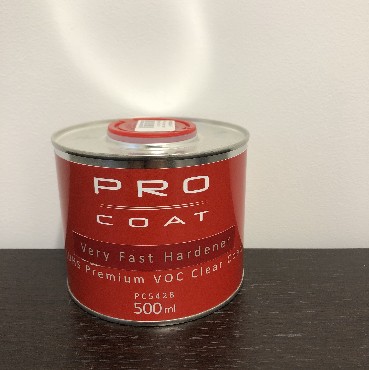 PRO
COAT
Very Fast Hardener
Premium VOC Clear
PC542B
500ml